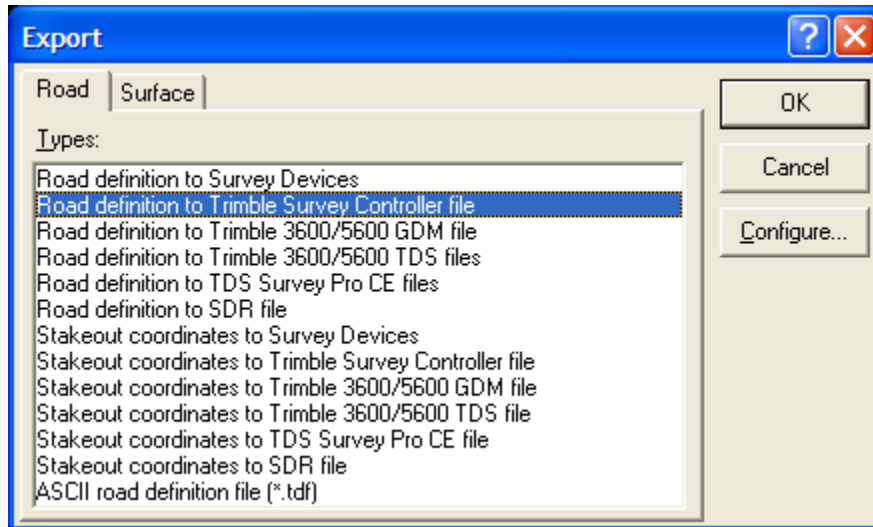 Export
Road Surface
OK
Types:
Cancel
Configure...
Road definition to Survey Devices
Road definition to Trimble Survey Controller file
Road definition to Trimble 3600/5600 GDM file
Road definition to Trimble 3600/5600 TDS files
Road definition to TDS Survey Pro CE files
Road definition to SDR file
Stakeout coordinates to Survey Devices
Stakeout coordinates to Trimble Survey Controller file
Stakeout coordinates to Trimble 3600/5600 GDM file
Stakeout coordinates to Trimble 3600/5600 TDS file
Stakeout coordinates to TDS Survey Pro CE file
Stakeout coordinates to SDR file
ASCII road definition file (*.tdf)